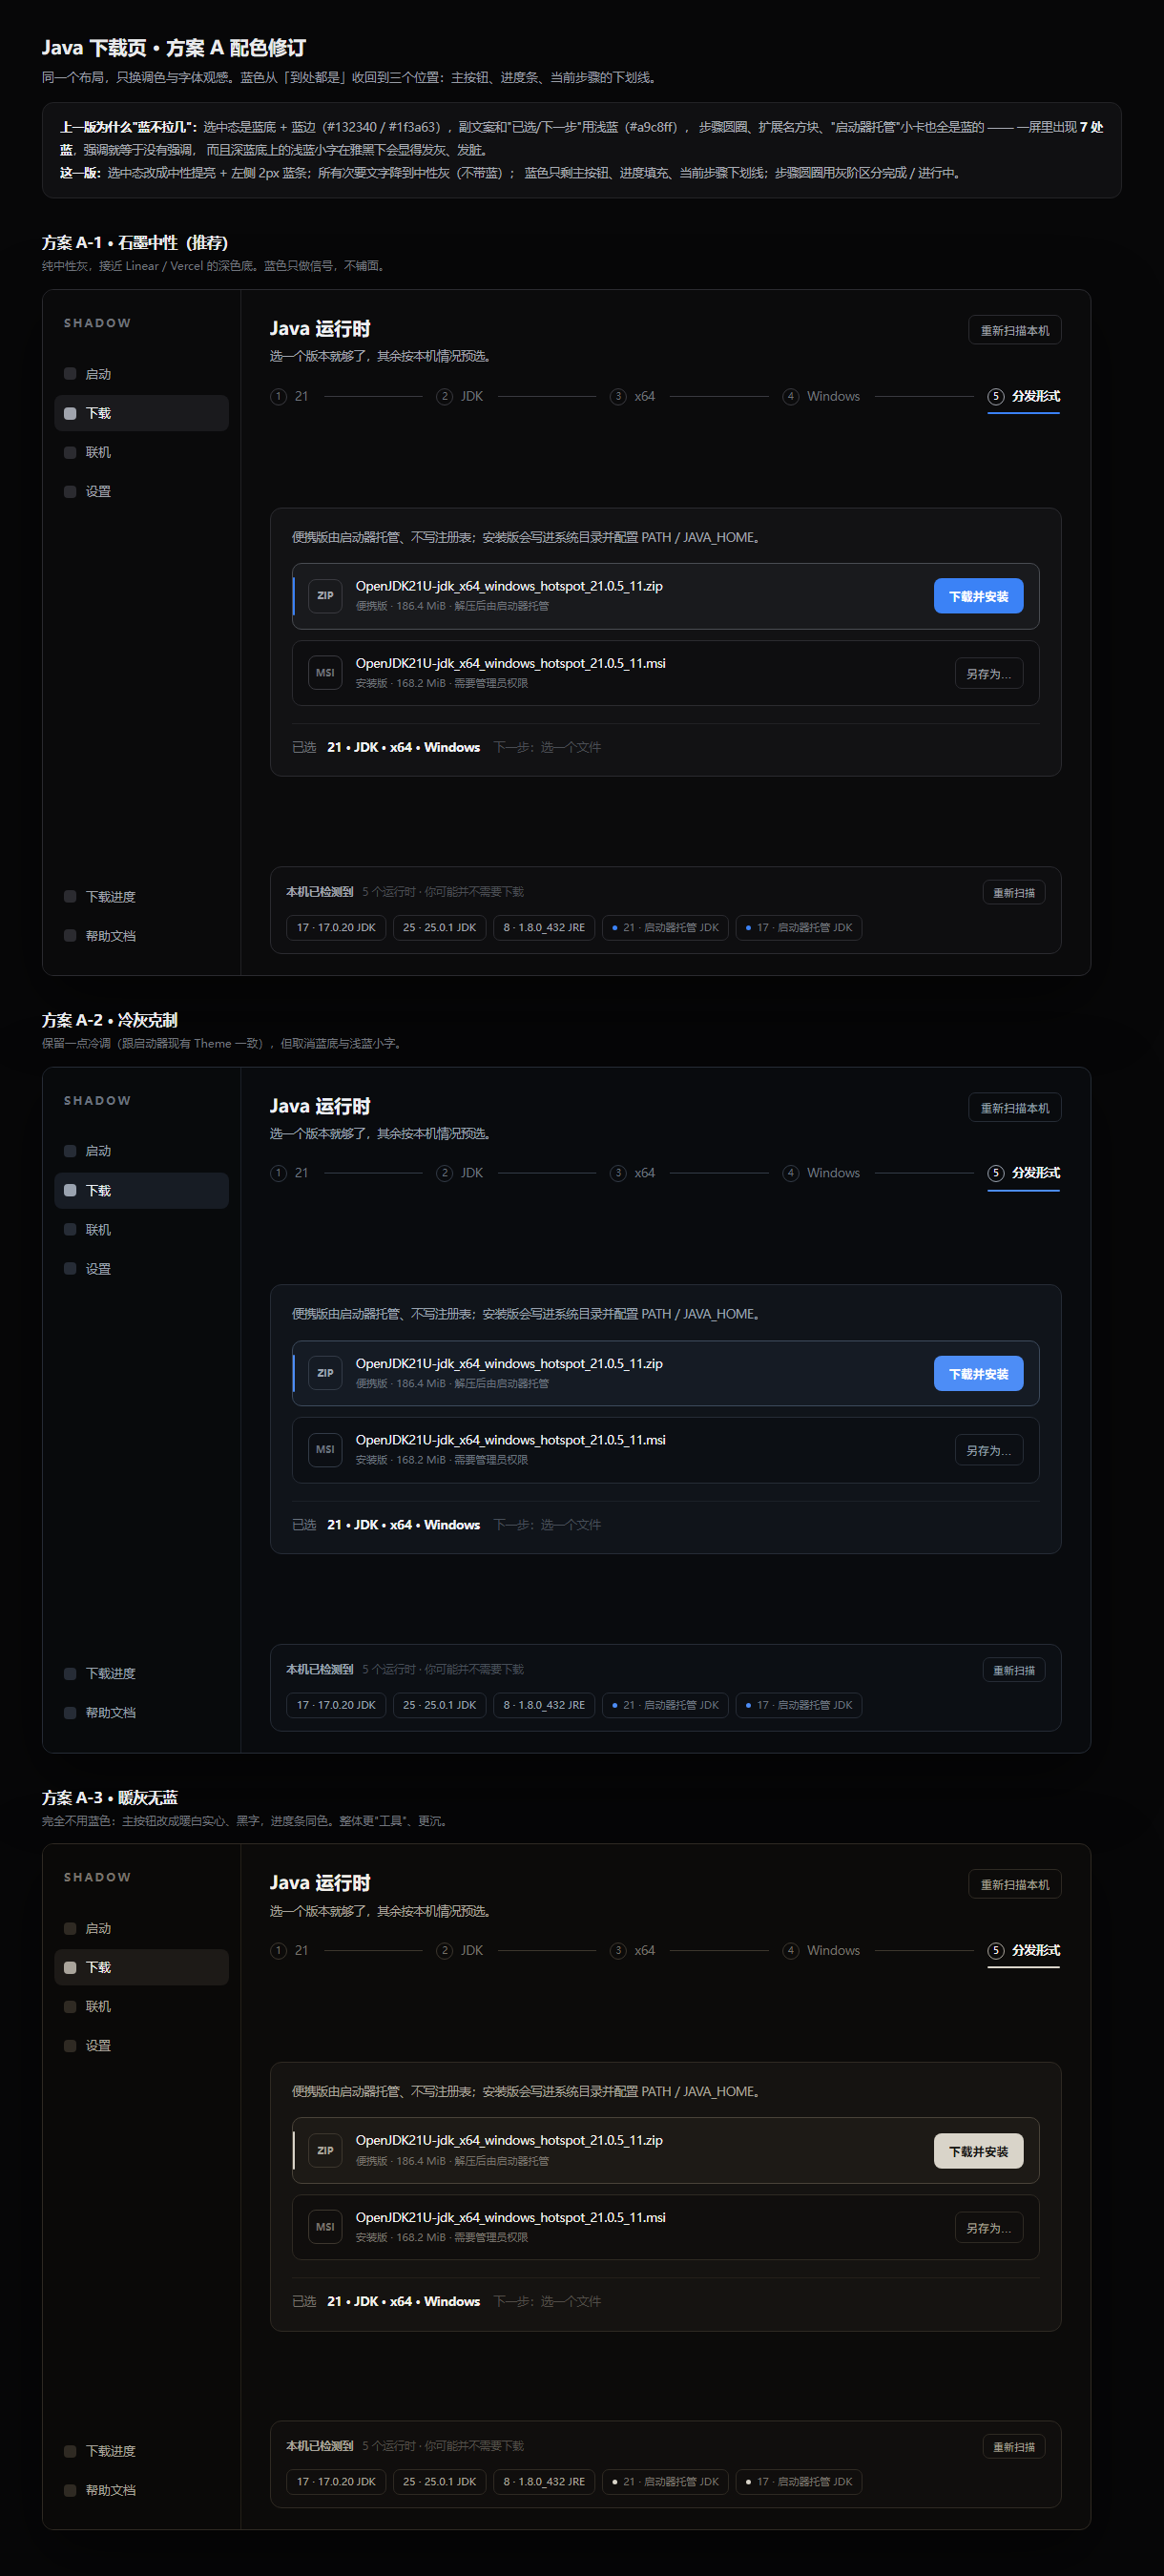 Java 下载页 • 方案 A 配色修订
同一个布局，只换调色与字体观感。蓝色从「到处都是」收回到三个位置：主按钮、进度条、当前步骤的下划线。
上一版为什么"蓝不拉几"：选中态是蓝底 + 蓝边（#132340 / #1f3a63），副文案和"已选/下一步"用浅蓝（#a9c8ff），步骤圆圈、扩展名方块、"启动器托管"小卡也全是蓝的 —— 一屏里出现 7 处
蓝，强调就等于没有强调，而且深蓝底上的浅蓝小字在雅黑下会显得发灰、发脏。
这一版：选中态改成中性提亮 + 左侧 2px 蓝条；所有次要文字降到中性灰（不带蓝）；蓝色只剩主按钮、进度填充、当前步骤下划线；步骤圆圈用灰阶区分完成 / 进行中。
方案 A-1 • 石墨中性（推荐）
纯中性灰，接近 Linear / Vercel 的深色底。蓝色只做信号，不铺面。
SHADOW
启动
下载
联机
设置
下载进度
帮助文档
Java 运行时
重新扫描本机
选一个版本就够了，其余按本机情况预选。
1 21 2 JDK 3 x64 4 Windows 5 分发形式
便携版由启动器托管、不写注册表；安装版会写进系统目录并配置 PATH / JAVA_HOME。
ZIP
OpenJDK21U-jdk_x64_windows_hotspot_21.0.5_11.zip
便携版 · 186.4 MiB · 解压后由启动器托管
下载并安装
MSI
OpenJDK21U-jdk_x64_windows_hotspot_21.0.5_11.msi
安装版 · 168.2 MiB · 需要管理员权限
另存为...
已选 21 • JDK • x64 • Windows 下一步：选一个文件
本机已检测到 5 个运行时 · 你可能并不需要下载
重新扫描
17 · 17.0.20 JDK 25 · 25.0.1 JDK 8 · 1.8.0_432 JRE 21 · 启动器托管 JDK 17 · 启动器托管 JDK
方案 A-2 • 冷灰克制
保留一点冷调（跟启动器现有 Theme 一致），但取消蓝底与浅蓝小字。
SHADOW
启动
下载
联机
设置
下载进度
帮助文档
Java 运行时
重新扫描本机
选一个版本就够了，其余按本机情况预选。
1 21 2 JDK 3 x64 4 Windows 5 分发形式
便携版由启动器托管、不写注册表；安装版会写进系统目录并配置 PATH / JAVA_HOME。
ZIP
OpenJDK21U-jdk_x64_windows_hotspot_21.0.5_11.zip
便携版 · 186.4 MiB · 解压后由启动器托管
下载并安装
MSI
OpenJDK21U-jdk_x64_windows_hotspot_21.0.5_11.msi
安装版 · 168.2 MiB · 需要管理员权限
另存为...
已选 21 • JDK • x64 • Windows 下一步：选一个文件
本机已检测到 5 个运行时 · 你可能并不需要下载
重新扫描
17 · 17.0.20 JDK 25 · 25.0.1 JDK 8 · 1.8.0_432 JRE 21 · 启动器托管 JDK 17 · 启动器托管 JDK
方案 A-3 • 暖灰无蓝
完全不用蓝色：主按钮改成暖白实心、黑字，进度条同色。整体更"工具"、更沉。
SHADOW
启动
下载
联机
设置
下载进度
帮助文档
Java 运行时
重新扫描本机
选一个版本就够了，其余按本机情况预选。
1 21 2 JDK 3 x64 4 Windows 5 分发形式
便携版由启动器托管、不写注册表；安装版会写进系统目录并配置 PATH / JAVA_HOME。
ZIP
OpenJDK21U-jdk_x64_windows_hotspot_21.0.5_11.zip
便携版 · 186.4 MiB · 解压后由启动器托管
下载并安装
MSI
OpenJDK21U-jdk_x64_windows_hotspot_21.0.5_11.msi
安装版 · 168.2 MiB · 需要管理员权限
另存为...
已选 21 • JDK • x64 • Windows 下一步：选一个文件
本机已检测到 5 个运行时 · 你可能并不需要下载
重新扫描
17 · 17.0.20 JDK 25 · 25.0.1 JDK 8 · 1.8.0_432 JRE 21 · 启动器托管 JDK 17 · 启动器托管 JDK